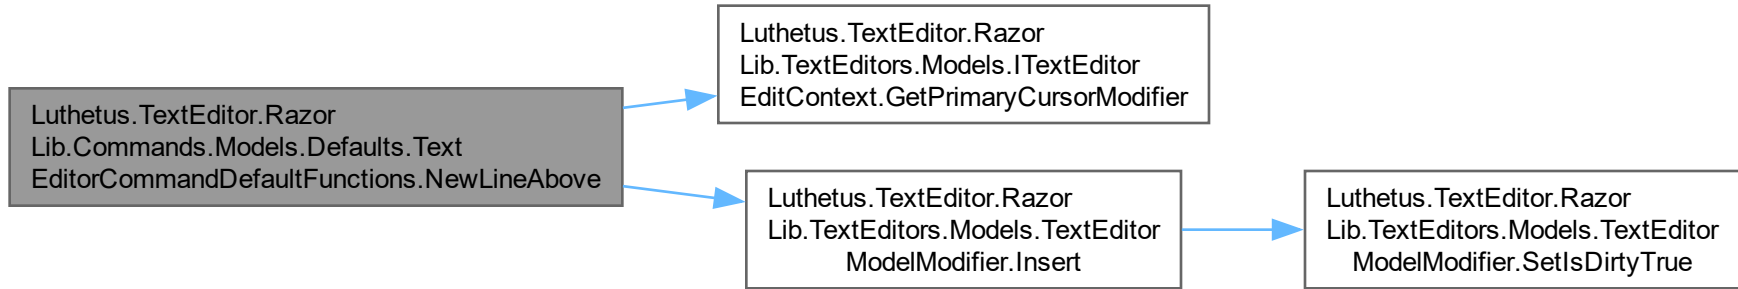 Luthetus.TextEditor.Razor
Lib.Commands.Models.Defaults.Text
EditorCommandDefaultFunctions.NewLineAbove
Luthetus.TextEditor.Razor
Lib.TextEditors.Models.ITextEditor
EditContext.GetPrimaryCursorModifier
Luthetus.TextEditor.Razor
Lib.TextEditors.Models.TextEditor
ModelModifier.Insert
Luthetus.TextEditor.Razor
Lib.TextEditors.Models.TextEditor
ModelModifier.SetIsDirtyTrue